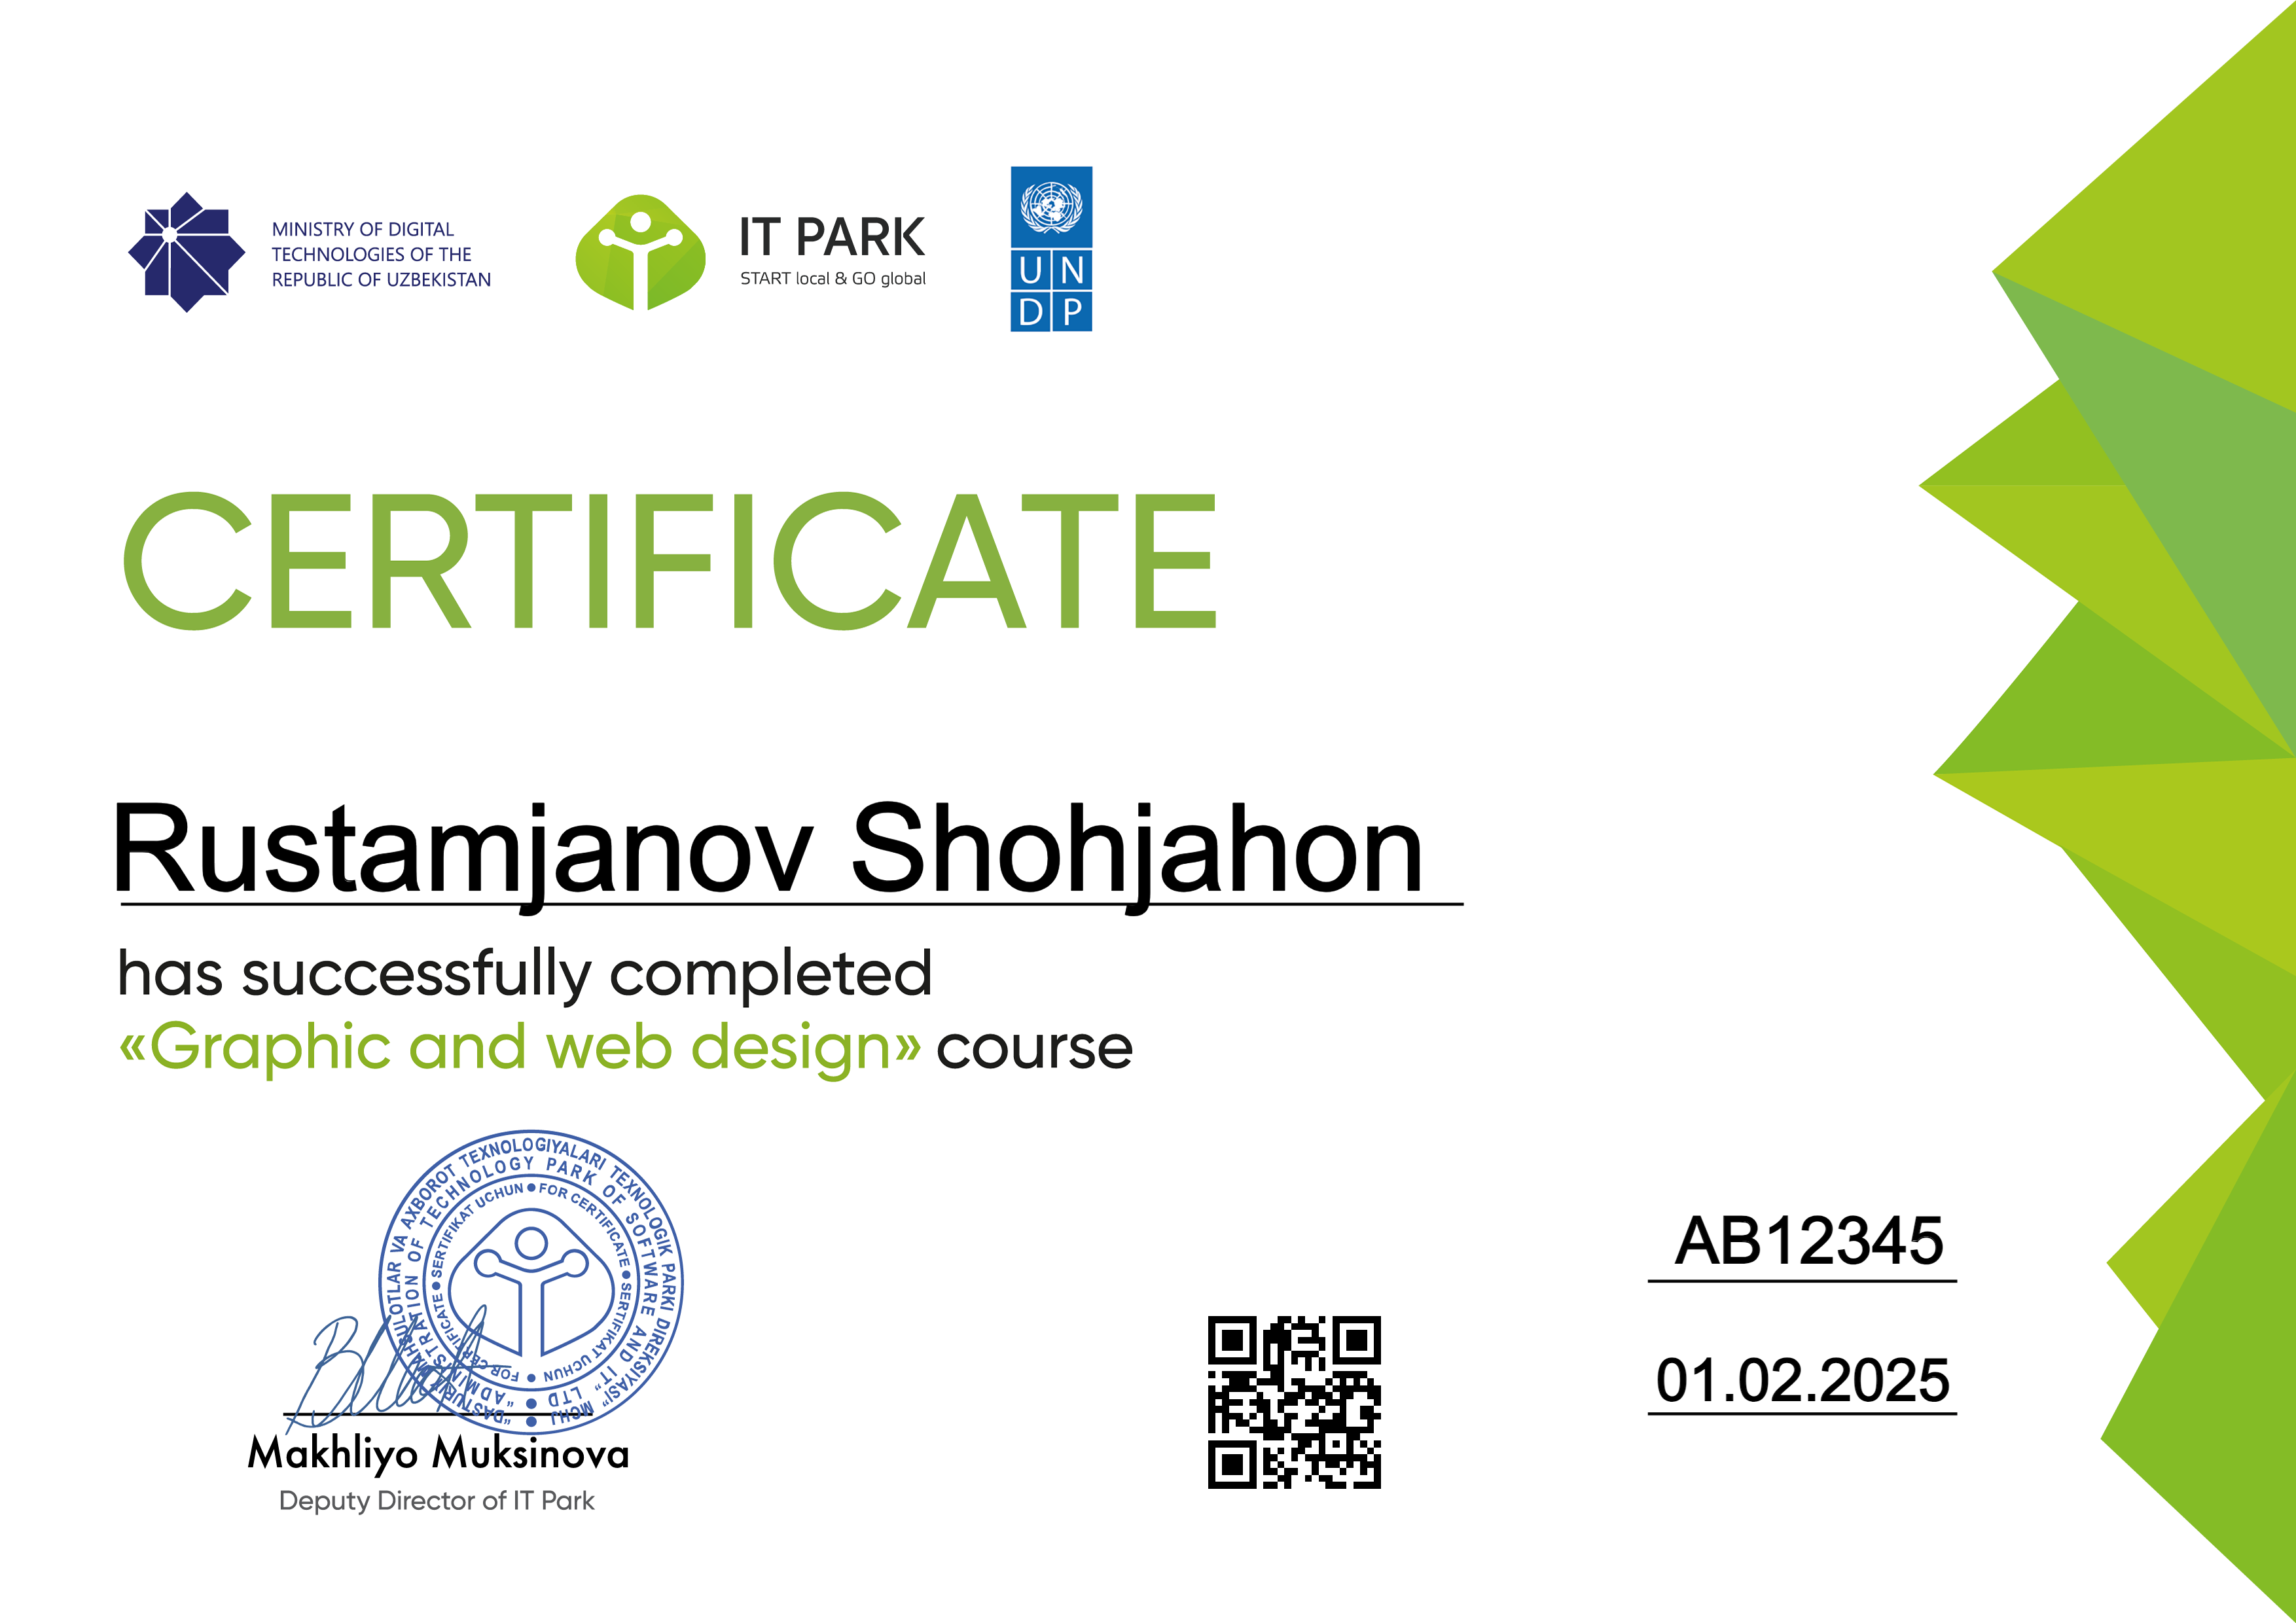 MINISTRY OF DIGITAL
TECHNOLOGIES OF THE
REPUBLIC OF UZBEKISTAN
IT PARK
START local & GO global
U N
D P
CERTIFICATE
Rustamjanov Shohjahon
has successfully completed
«Graphic and web design» course
MAHSULOTLAR VA AXBOROT TEXNOLOGIYALARI TEXNOLOGIK PARKI DIREKSIYASI" MCHJ
OF TECHNOLOGY PARK OF SOFTWARE AND IT" LTD
SERTIFIKAT UCHUN • FOR CERTIFICATE • SERTIFIKAT UCHUN • FOR CERTIFICATE
Makhliyo Muksinova
Deputy Director of IT Park
AB12345
01.02.2025